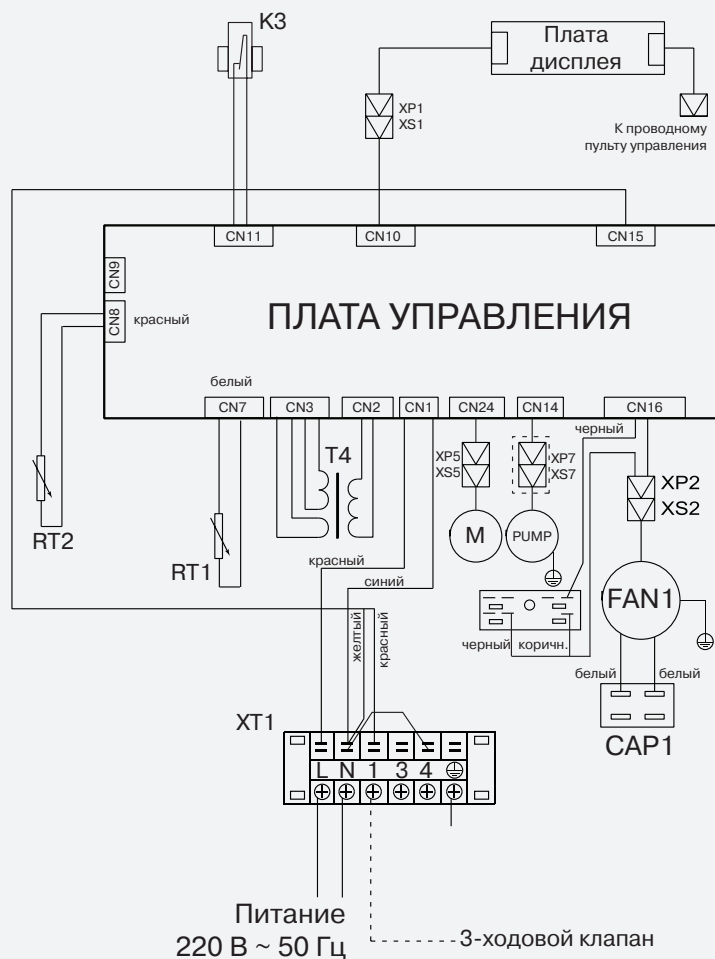 K3
Плата
дисплея
XP1
XS1
К проводному
пульту управления
CN11
CN10
CN15
CN9
CN8
красный
ПЛАТА УПРАВЛЕНИЯ
белый
CN7
CN3
CN2
CN1
CN24
CN14
CN16
черный
T4
XP5
XS5
XP7
XS7
XP2
XS2
RT2
RT1
M
PUMP
красный
синий
FAN1
желтый
красный
черный
коричн.
белый
белый
CAP1
XT1
L N 1 3 4
Питание
220 В ~ 50 Гц
3-ходовой клапан